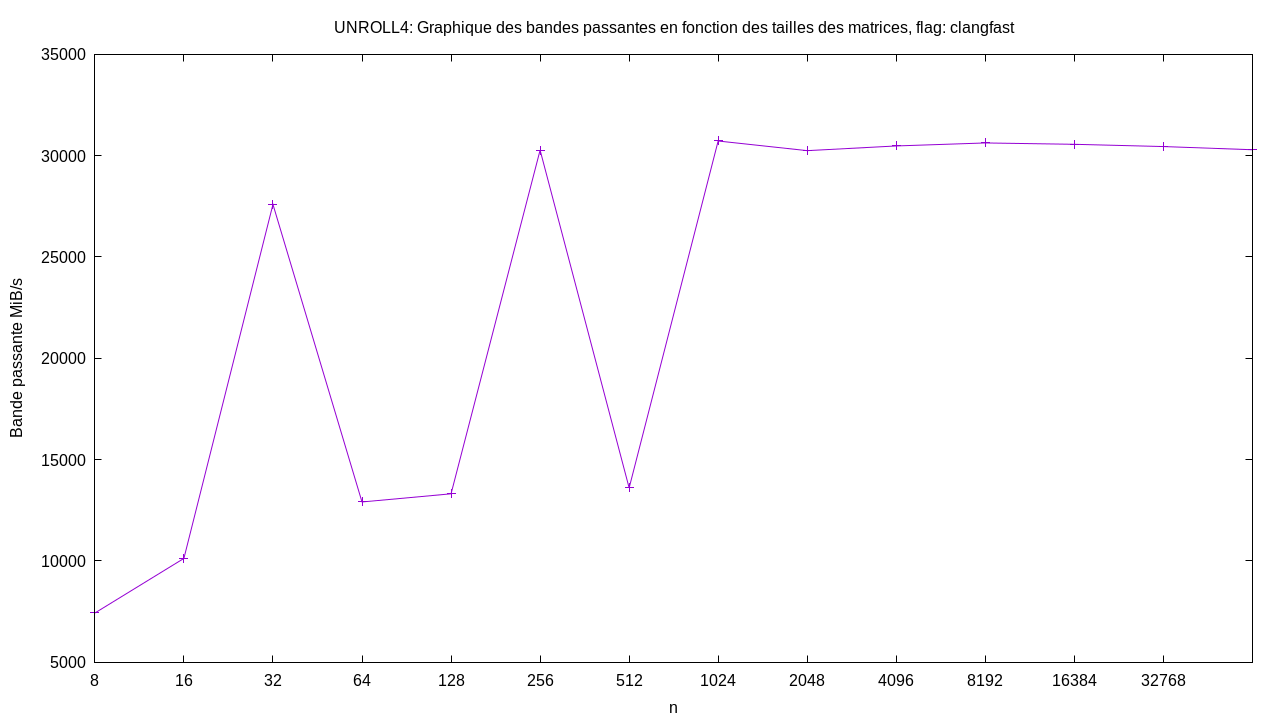 UNROLL4: Graphique des bandes passantes en fonction des tailles des matrices, flag: clangfast
35000
30000
25000
20000
15000
10000
5000
Bande passante MiB/s
8 16 32 64 128 256 512 1024 2048 4096 8192 16384 32768
n